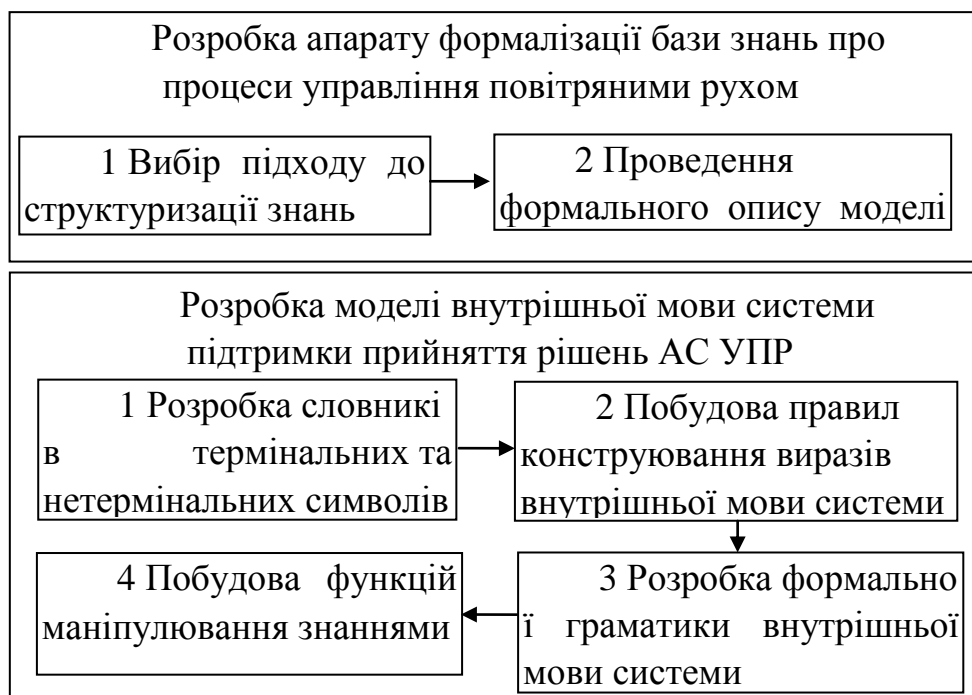 Розробка апарату формалізації бази знань про
процеси управління повітряними рухом
1 Вибір підходу до
структуризації знань
2 Проведення
формального опису моделі
Розробка моделі внутрішньої мови системи
підтримки прийняття рішень АС УПР
1 Розробка словникі
в термінальних та
нетермінальних символів
2 Побудова правил
конструювання виразів
внутрішньої мови системи
3 Розробка формально
ї граматики внутрішньої
мови системи
4 Побудова функцій
маніпулювання знаннями